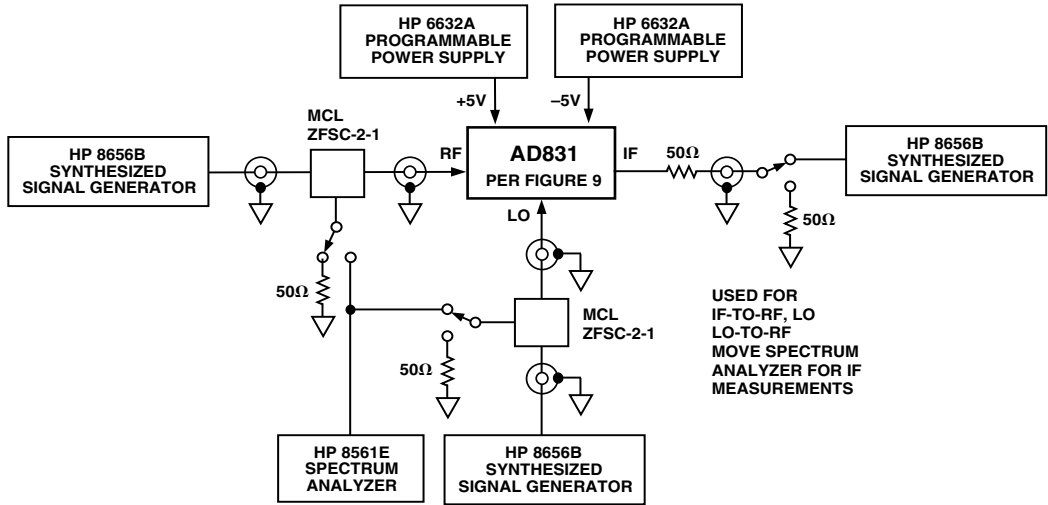 HP 6632A
PROGRAMMABLE
POWER SUPPLY
HP 6632A
PROGRAMMABLE
POWER SUPPLY
+5V
–5V
MCL
ZFSC-2-1
HP 8656B
SYNTHESIZED
SIGNAL GENERATOR
RF
AD831
PER FIGURE 9
IF
50Ω
HP 8656B
SYNTHESIZED
SIGNAL GENERATOR
LO
50Ω
50Ω
MCL
ZFSC-2-1
50Ω
USED FOR
IF-TO-RF, LO
LO-TO-RF
MOVE SPECTRUM
ANALYZER FOR IF
MEASUREMENTS
HP 8561E
SPECTRUM
ANALYZER
HP 8656B
SYNTHESIZED
SIGNAL GENERATOR